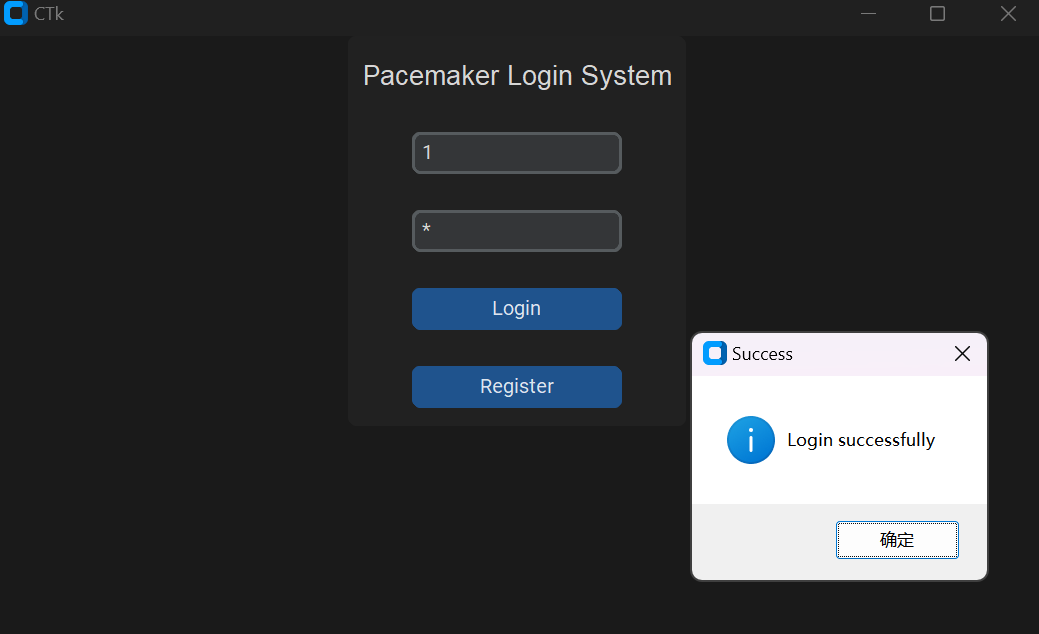 CTk
Pacemaker Login System
1
*
Login
Register
Success
Login successfully
确定